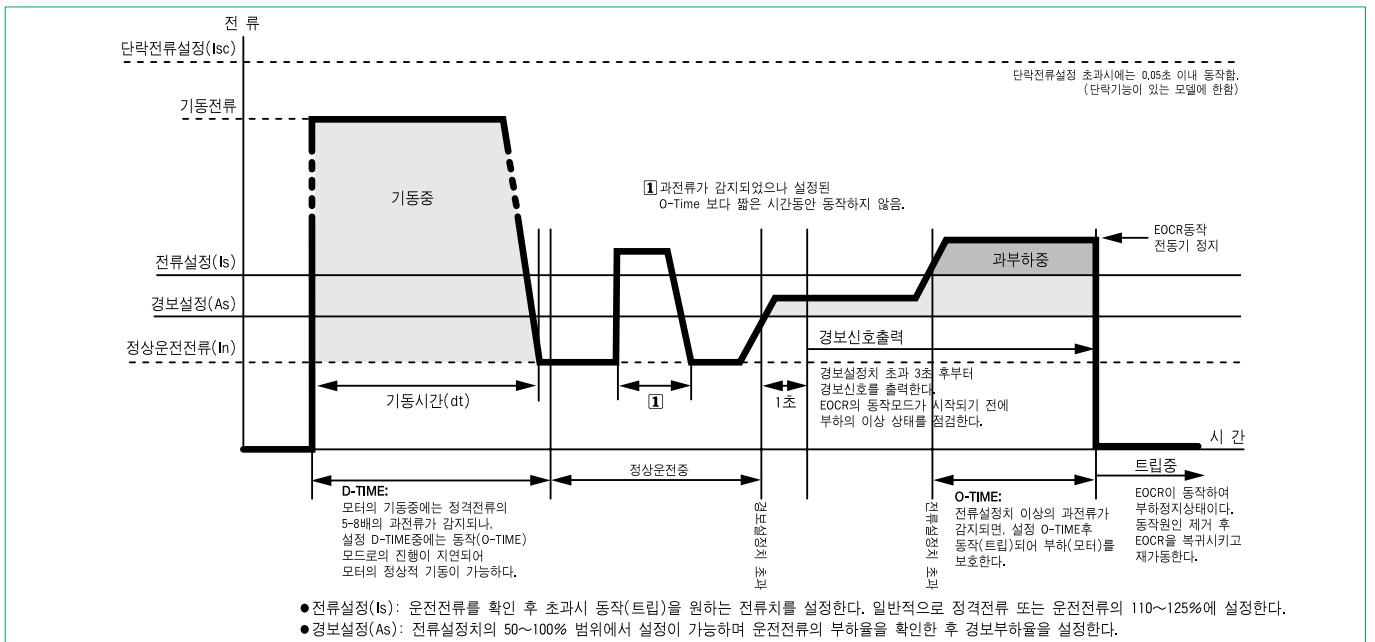 전 류
단락전류설정(Isc)
단락전류설정 초과시에는 0.05초 이내 동작함.
(단락기능이 있는 모델에 한함)
기동전류
기동중
1 과전류가 감지되었으나 설정된
O-Time 보다 짧은 시간동안 동작하지 않음.
EOCR동작
전동기 정지
전류설정(Is)
과부하중
경보설정(As)
경보신호출력
정상운전전류(In)
기동시간(dt)
1
1초
경보설정치 초과 3초 후부터
경보신호를 출력한다.
EOCR의 동작모드가 시작되기 전에
부하의 이상 상태를 점검한다.
시 간
정상운전중
트립중
D-TIME:
모터의 기동중에는 정격전류의
5-8배의 과전류가 감지되나,
설정 D-TIME중에는 동작(O-TIME)
모드로의 진행이 지연되어
모터의 정상적 기동이 가능하다.
경보설정치 초과
전류설정치 초과
O-TIME:
전류설정치 이상의 과전류가
감지되면, 설정 O-TIME후
동작(트립)되어 부하(모터)를
보호한다.
EOCR이 동작하여
부하정지상태이다.
동작원인 제거 후
EOCR을 복귀시키고
재가동한다.
●전류설정(Is): 운전전류를 확인 후 초과시 동작(트립)을 원하는 전류치를 설정한다. 일반적으로 정격전류 또는 운전전류의 110~125%에 설정한다.
●경보설정(As): 전류설정치의 50~100% 범위에서 설정이 가능하며 운전전류의 부하율을 확인한 후 경보부하율을 설정한다.